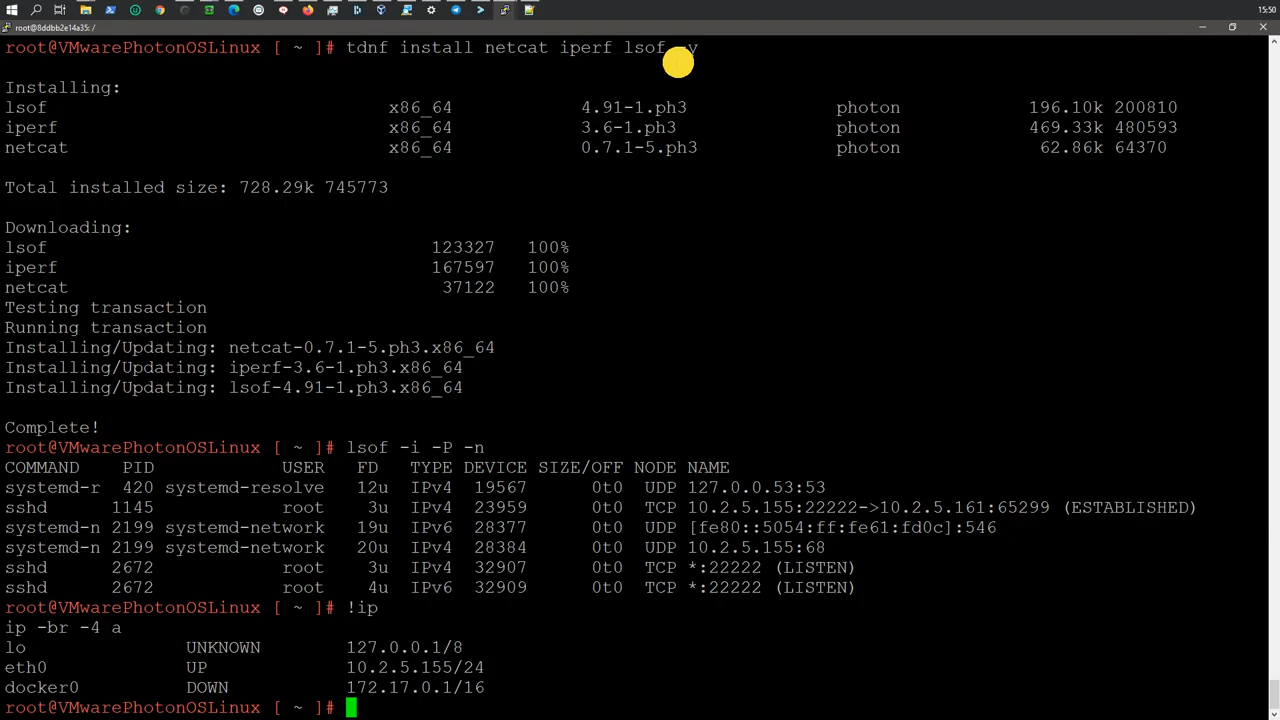 15:50
root@8ddbb2e14a35: /
root@VMwarePhotonOSLinux [ ~ ]# tdnf install netcat iperf lsof -y
Installing:
lsof x86_64 4.91-1.ph3 photon 196.10k 200810
iperf x86_64 3.6-1.ph3 photon 469.33k 480593
netcat x86_64 0.7.1-5.ph3 photon 62.86k 64370
Total installed size: 728.29k 745773
Downloading:
lsof 123327 100%
iperf 167597 100%
netcat 37122 100%
Testing transaction
Running transaction
Installing/Updating: netcat-0.7.1-5.ph3.x86_64
Installing/Updating: iperf-3.6-1.ph3.x86_64
Installing/Updating: lsof-4.91-1.ph3.x86_64
Complete!
root@VMwarePhotonOSLinux [ ~ ]# lsof -i -P -n
COMMAND PID USER FD TYPE DEVICE SIZE/OFF NODE NAME
systemd-r 420 systemd-resolve 12u IPv4 19567 0t0 UDP 127.0.0.53:53
sshd 1145 root 3u IPv4 23959 0t0 TCP 10.2.5.155:22222->10.2.5.161:65299 (ESTABLISHED)
systemd-n 2199 systemd-network 19u IPv6 28377 0t0 UDP [fe80::5054:ff:fe61:fd0c]:546
systemd-n 2199 systemd-network 20u IPv4 28384 0t0 UDP 10.2.5.155:68
sshd 2672 root 3u IPv4 32907 0t0 TCP *:22222 (LISTEN)
sshd 2672 root 4u IPv6 32909 0t0 TCP *:22222 (LISTEN)
root@VMwarePhotonOSLinux [ ~ ]# !ip
ip -br -4 a
lo UNKNOWN 127.0.0.1/8
eth0 UP 10.2.5.155/24
docker0 DOWN 172.17.0.1/16
root@VMwarePhotonOSLinux [ ~ ]#